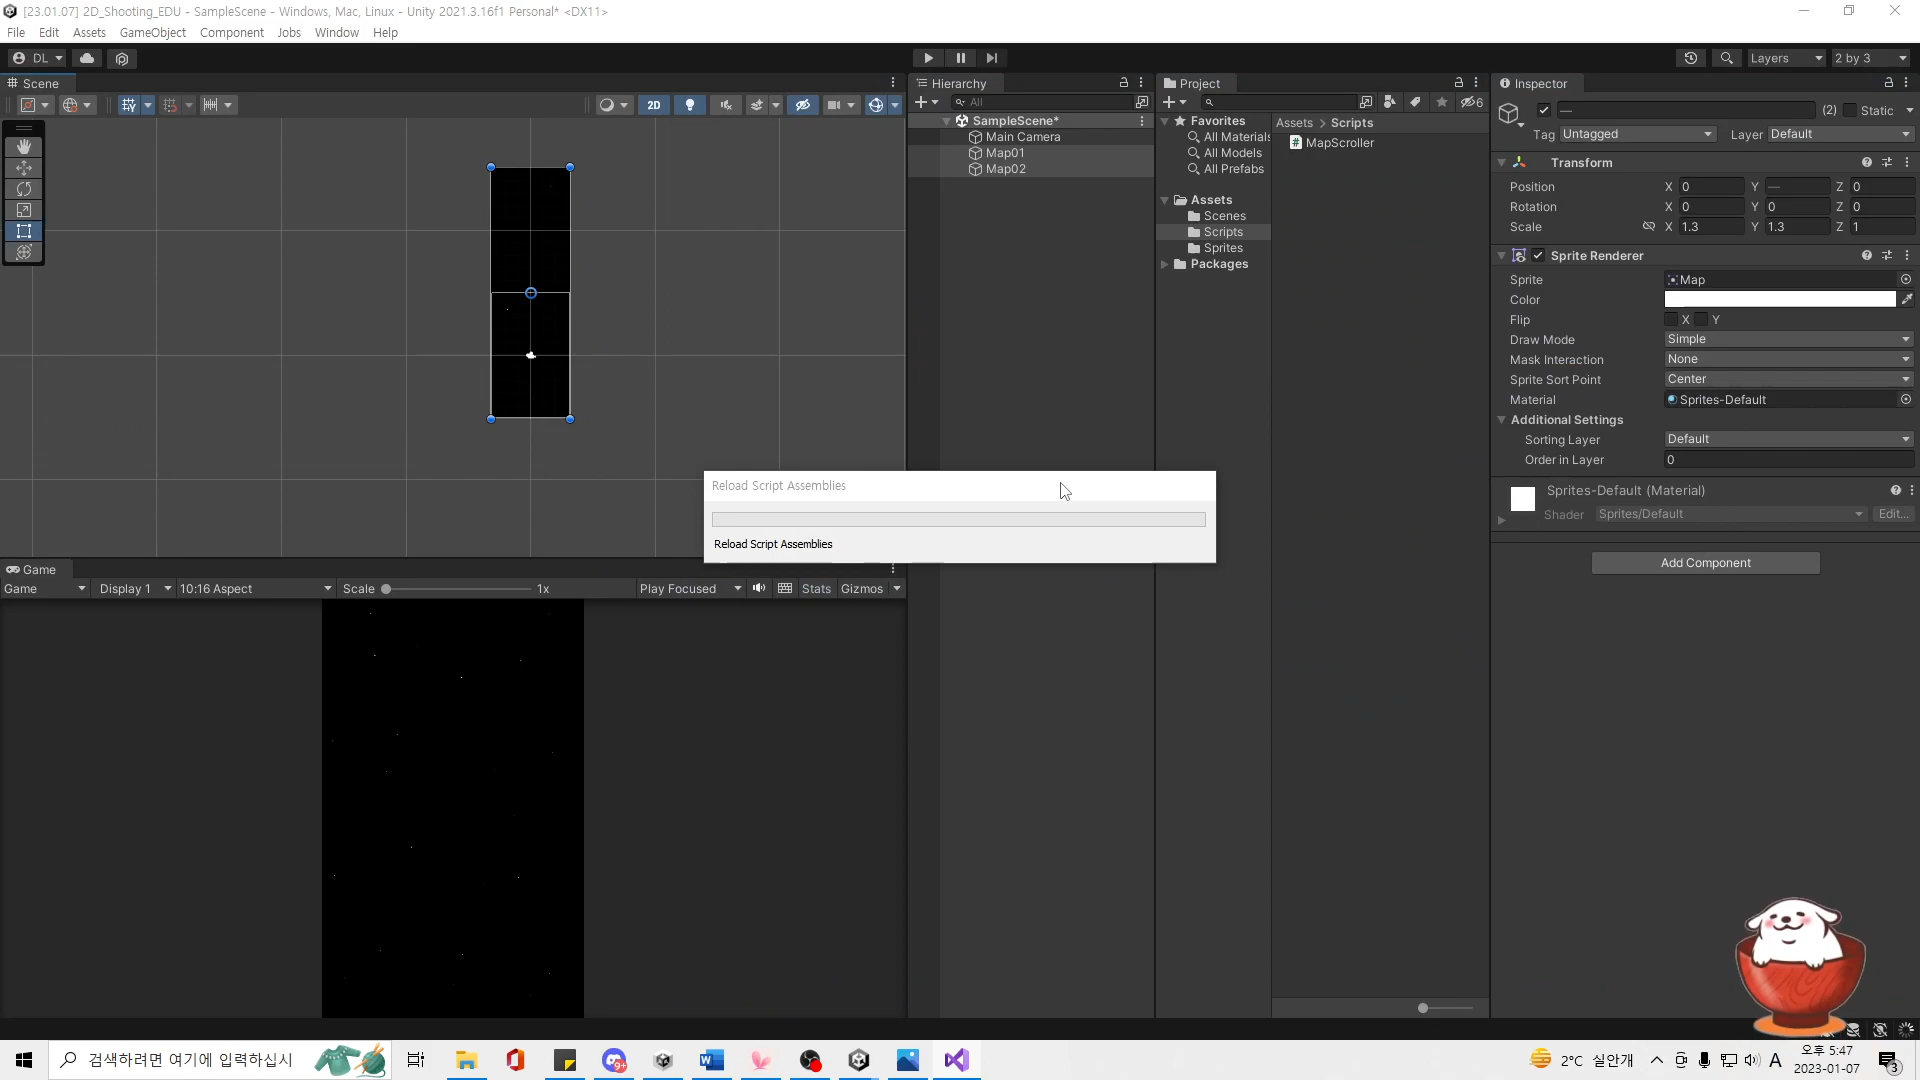 [23.01.07] 2D_Shooting_EDU - SampleScene - Windows, Mac, Linux - Unity 2021.3.16f1 Personal* <DX11>
File Edit Assets GameObject Component Jobs Window Help
DL Layers 2 by 3
Scene
2D
Hierarchy
All
SampleScene*
Main Camera
Map01
Map02
Project
6
Favorites
All Materials
All Models
All Prefabs
Assets
Scenes
Scripts
Sprites
Packages
Assets > Scripts
MapScroller
Inspector
— (2) Static
Tag Untagged Layer Default
Transform
Position X 0 Y — Z 0
Rotation X 0 Y 0 Z 0
Scale X 1.3 Y 1.3 Z 1
Sprite Renderer
Sprite Map
Color
Flip X Y
Draw Mode Simple
Mask Interaction None
Sprite Sort Point Center
Material Sprites-Default
Additional Settings
Sorting Layer Default
Order in Layer 0
Sprites-Default (Material)
Shader Sprites/Default Edit...
Add Component
Reload Script Assemblies
Reload Script Assemblies
Game
Game Display 1 10:16 Aspect Scale 1x Play Focused Stats Gizmos
검색하려면 여기에 입력하십시
9+
2°C 실안개 A
오후 5:47
2023-01-07
3